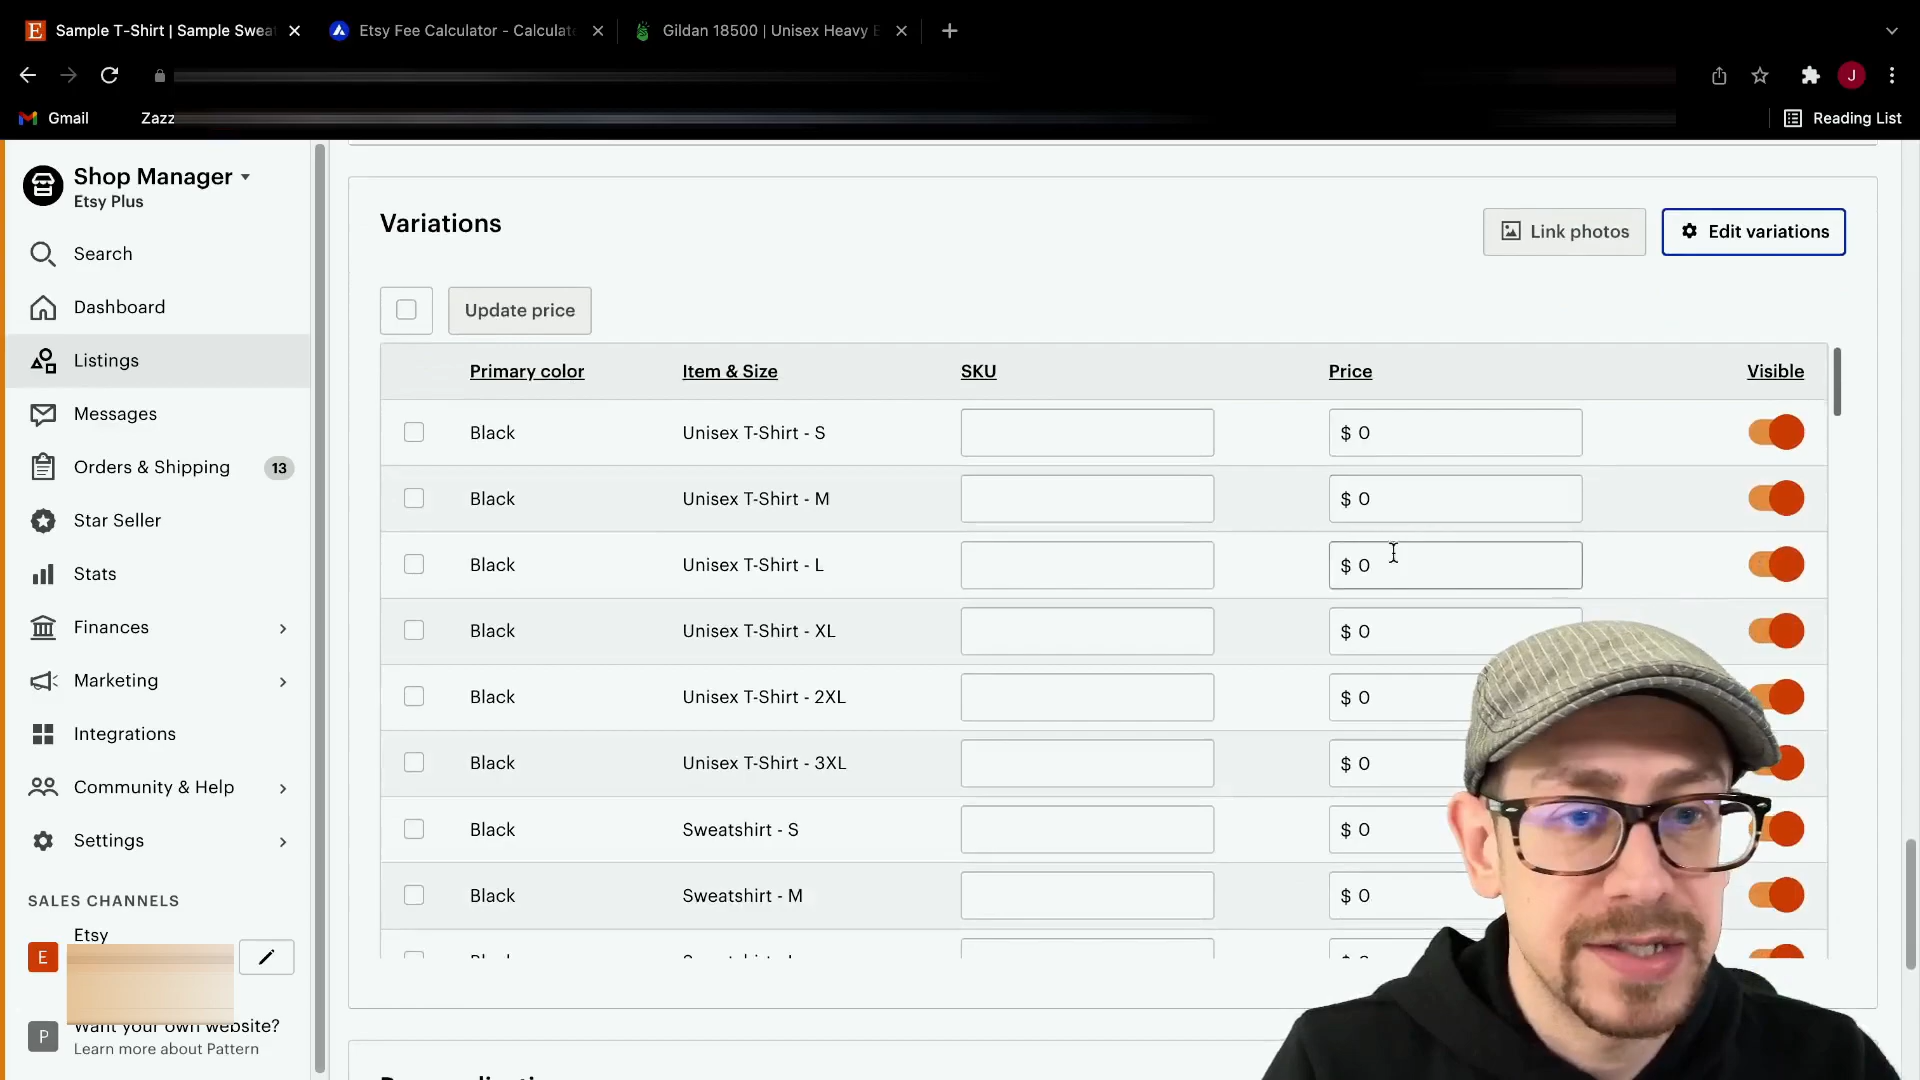 E Sample T-Shirt | Sample Swea
Etsy Fee Calculator - Calculat
Gildan 18500 | Unisex Heavy
J
Gmail
Zazz
Reading List
Shop Manager
Etsy Plus
Search
Dashboard
Listings
Messages
Orders & Shipping 13
Star Seller
Stats
Finances
Marketing
Integrations
Community & Help
Settings
SALES CHANNELS
Etsy
E
P
Want your own website?
Learn more about Pattern
Variations
Link photos
Edit variations
Update price
Primary color Item & Size SKU Price Visible
Black Unisex T-Shirt - S $ 0
Black Unisex T-Shirt - M $ 0
Black Unisex T-Shirt - L $ 0
Black Unisex T-Shirt - XL $ 0
Black Unisex T-Shirt - 2XL $ 0
Black Unisex T-Shirt - 3XL $ 0
Black Sweatshirt - S $ 0
Black Sweatshirt - M $ 0